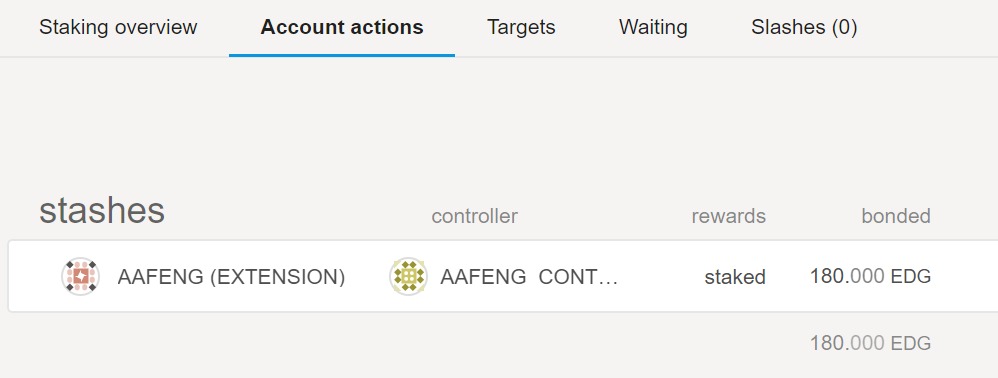 Staking overview Account actions Targets Waiting Slashes (0)
stashes controller rewards bonded
AAFENG (EXTENSION) AAFENG CONT... staked 180.000 EDG
180.000 EDG